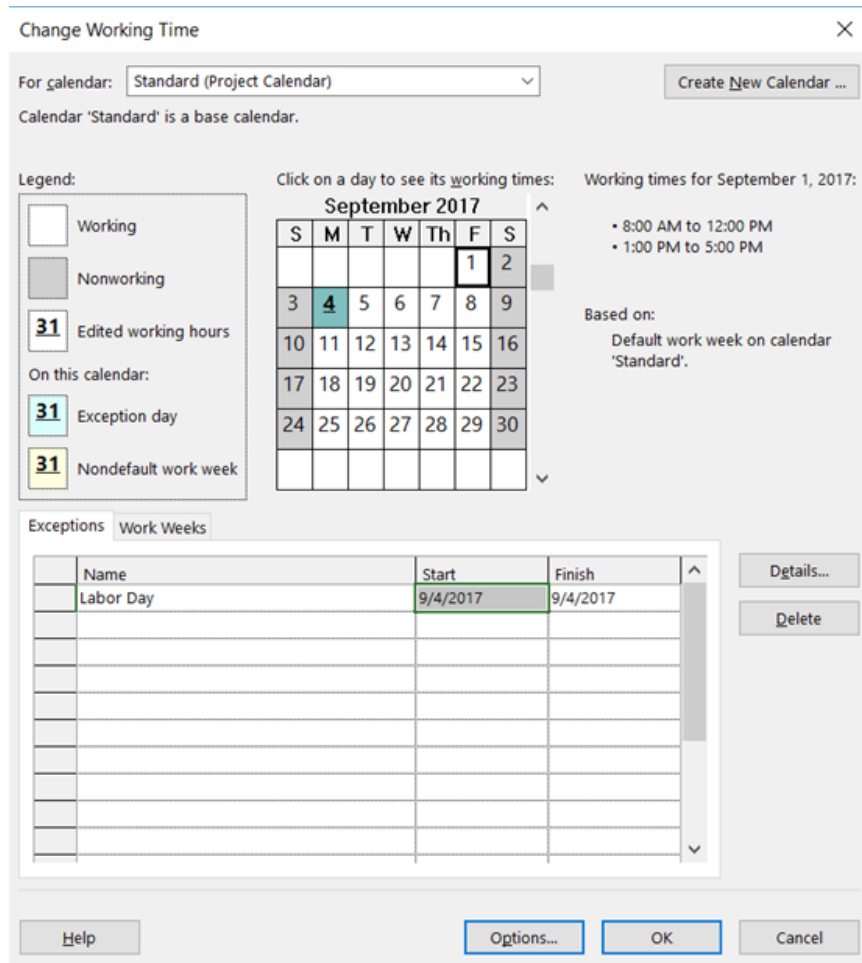 Change Working Time
For calendar: Standard (Project Calendar) Create New Calendar ...
Calendar 'Standard' is a base calendar.
Legend:
Working
Nonworking
31 Edited working hours
On this calendar:
31 Exception day
31 Nondefault work week
Click on a day to see its working times:
September 2017
S M T W Th F S
1 2
3 4 5 6 7 8 9
10 11 12 13 14 15 16
17 18 19 20 21 22 23
24 25 26 27 28 29 30
Working times for September 1, 2017:
• 8:00 AM to 12:00 PM
• 1:00 PM to 5:00 PM
Based on:
Default work week on calendar
'Standard'.
Exceptions Work Weeks
Name Start Finish
Labor Day 9/4/2017 9/4/2017
Details...
Delete
Help Options... OK Cancel